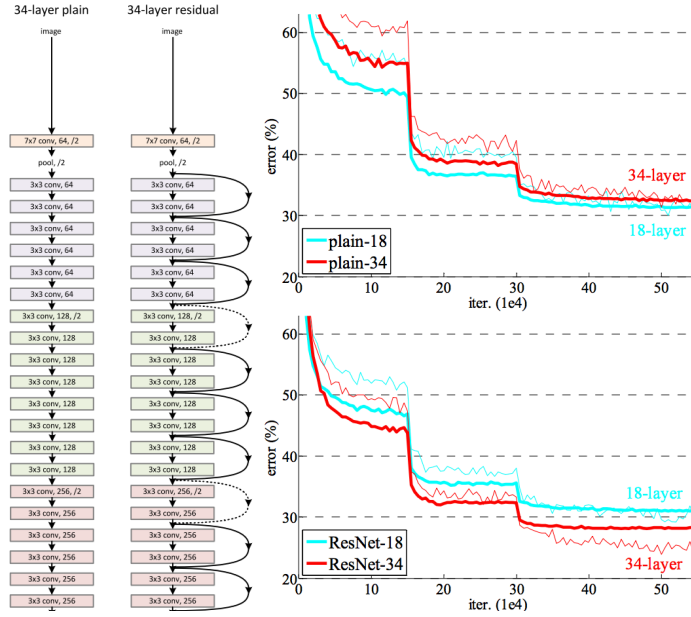 34-layer plain
34-layer residual
image
image
7x7 conv, 64, /2
7x7 conv, 64, /2
pool, /2
pool, /2
3x3 conv, 64
3x3 conv, 64
3x3 conv, 64
3x3 conv, 64
3x3 conv, 64
3x3 conv, 64
3x3 conv, 64
3x3 conv, 64
3x3 conv, 64
3x3 conv, 64
3x3 conv, 64
3x3 conv, 64
3x3 conv, 128, /2
3x3 conv, 128, /2
3x3 conv, 128
3x3 conv, 128
3x3 conv, 128
3x3 conv, 128
3x3 conv, 128
3x3 conv, 128
3x3 conv, 128
3x3 conv, 128
3x3 conv, 128
3x3 conv, 128
3x3 conv, 128
3x3 conv, 128
3x3 conv, 128
3x3 conv, 128
3x3 conv, 256, /2
3x3 conv, 256, /2
3x3 conv, 256
3x3 conv, 256
3x3 conv, 256
3x3 conv, 256
3x3 conv, 256
3x3 conv, 256
3x3 conv, 256
3x3 conv, 256
3x3 conv, 256
3x3 conv, 256
60
50
40
30
20
error (%)
34-layer
18-layer
plain-18
plain-34
0
10
20
30
40
50
iter. (1e4)
60
50
40
30
20
error (%)
18-layer
34-layer
ResNet-18
ResNet-34
0
10
20
30
40
50
iter. (1e4)